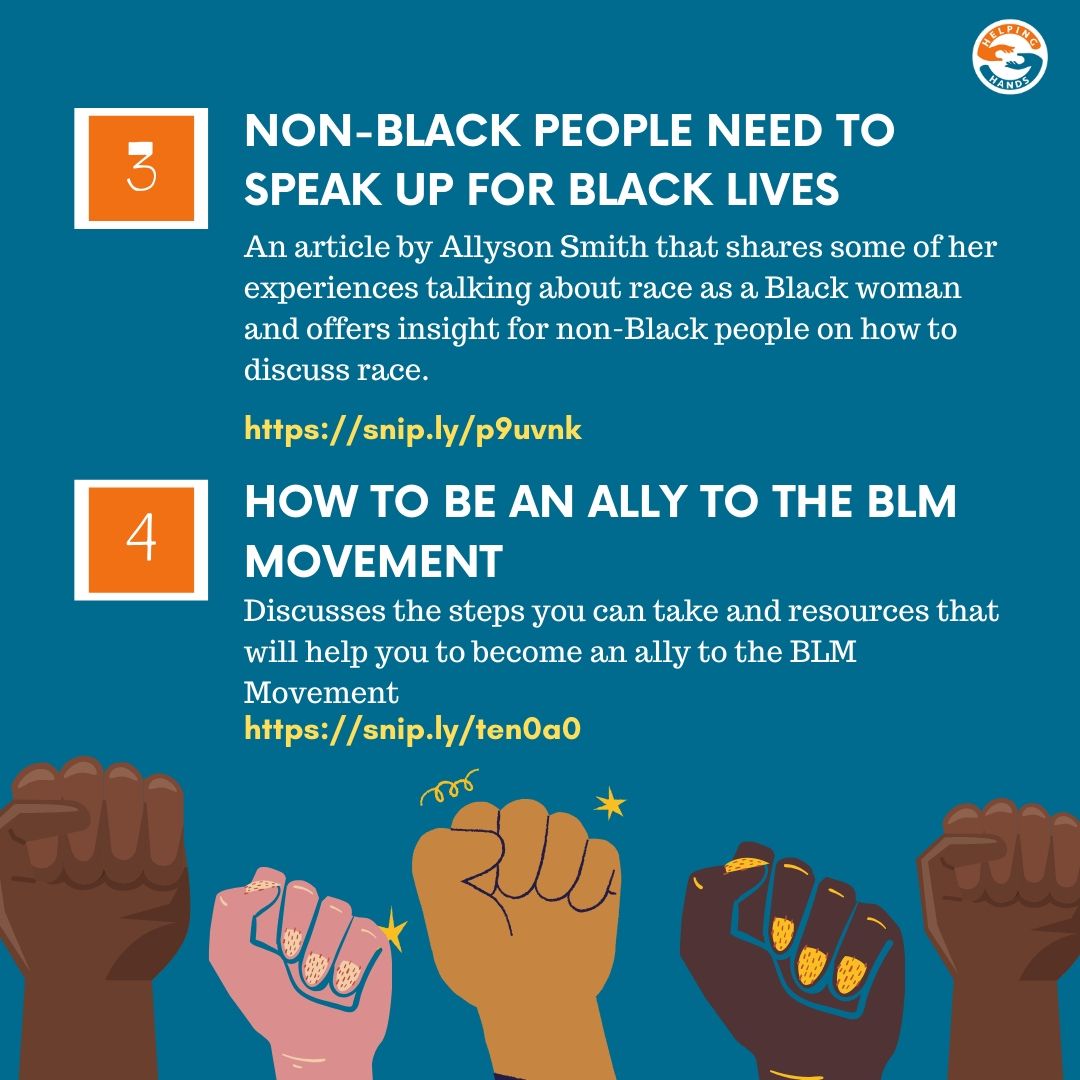 HELPING
HANDS
3
NON-BLACK PEOPLE NEED TO
SPEAK UP FOR BLACK LIVES
An article by Allyson Smith that shares some of her
experiences talking about race as a Black woman
and offers insight for non-Black people on how to
discuss race.
https://snip.ly/p9uvnk
4
HOW TO BE AN ALLY TO THE BLM
MOVEMENT
Discusses the steps you can take and resources that
will help you to become an ally to the BLM
Movement
https://snip.ly/ten0a0